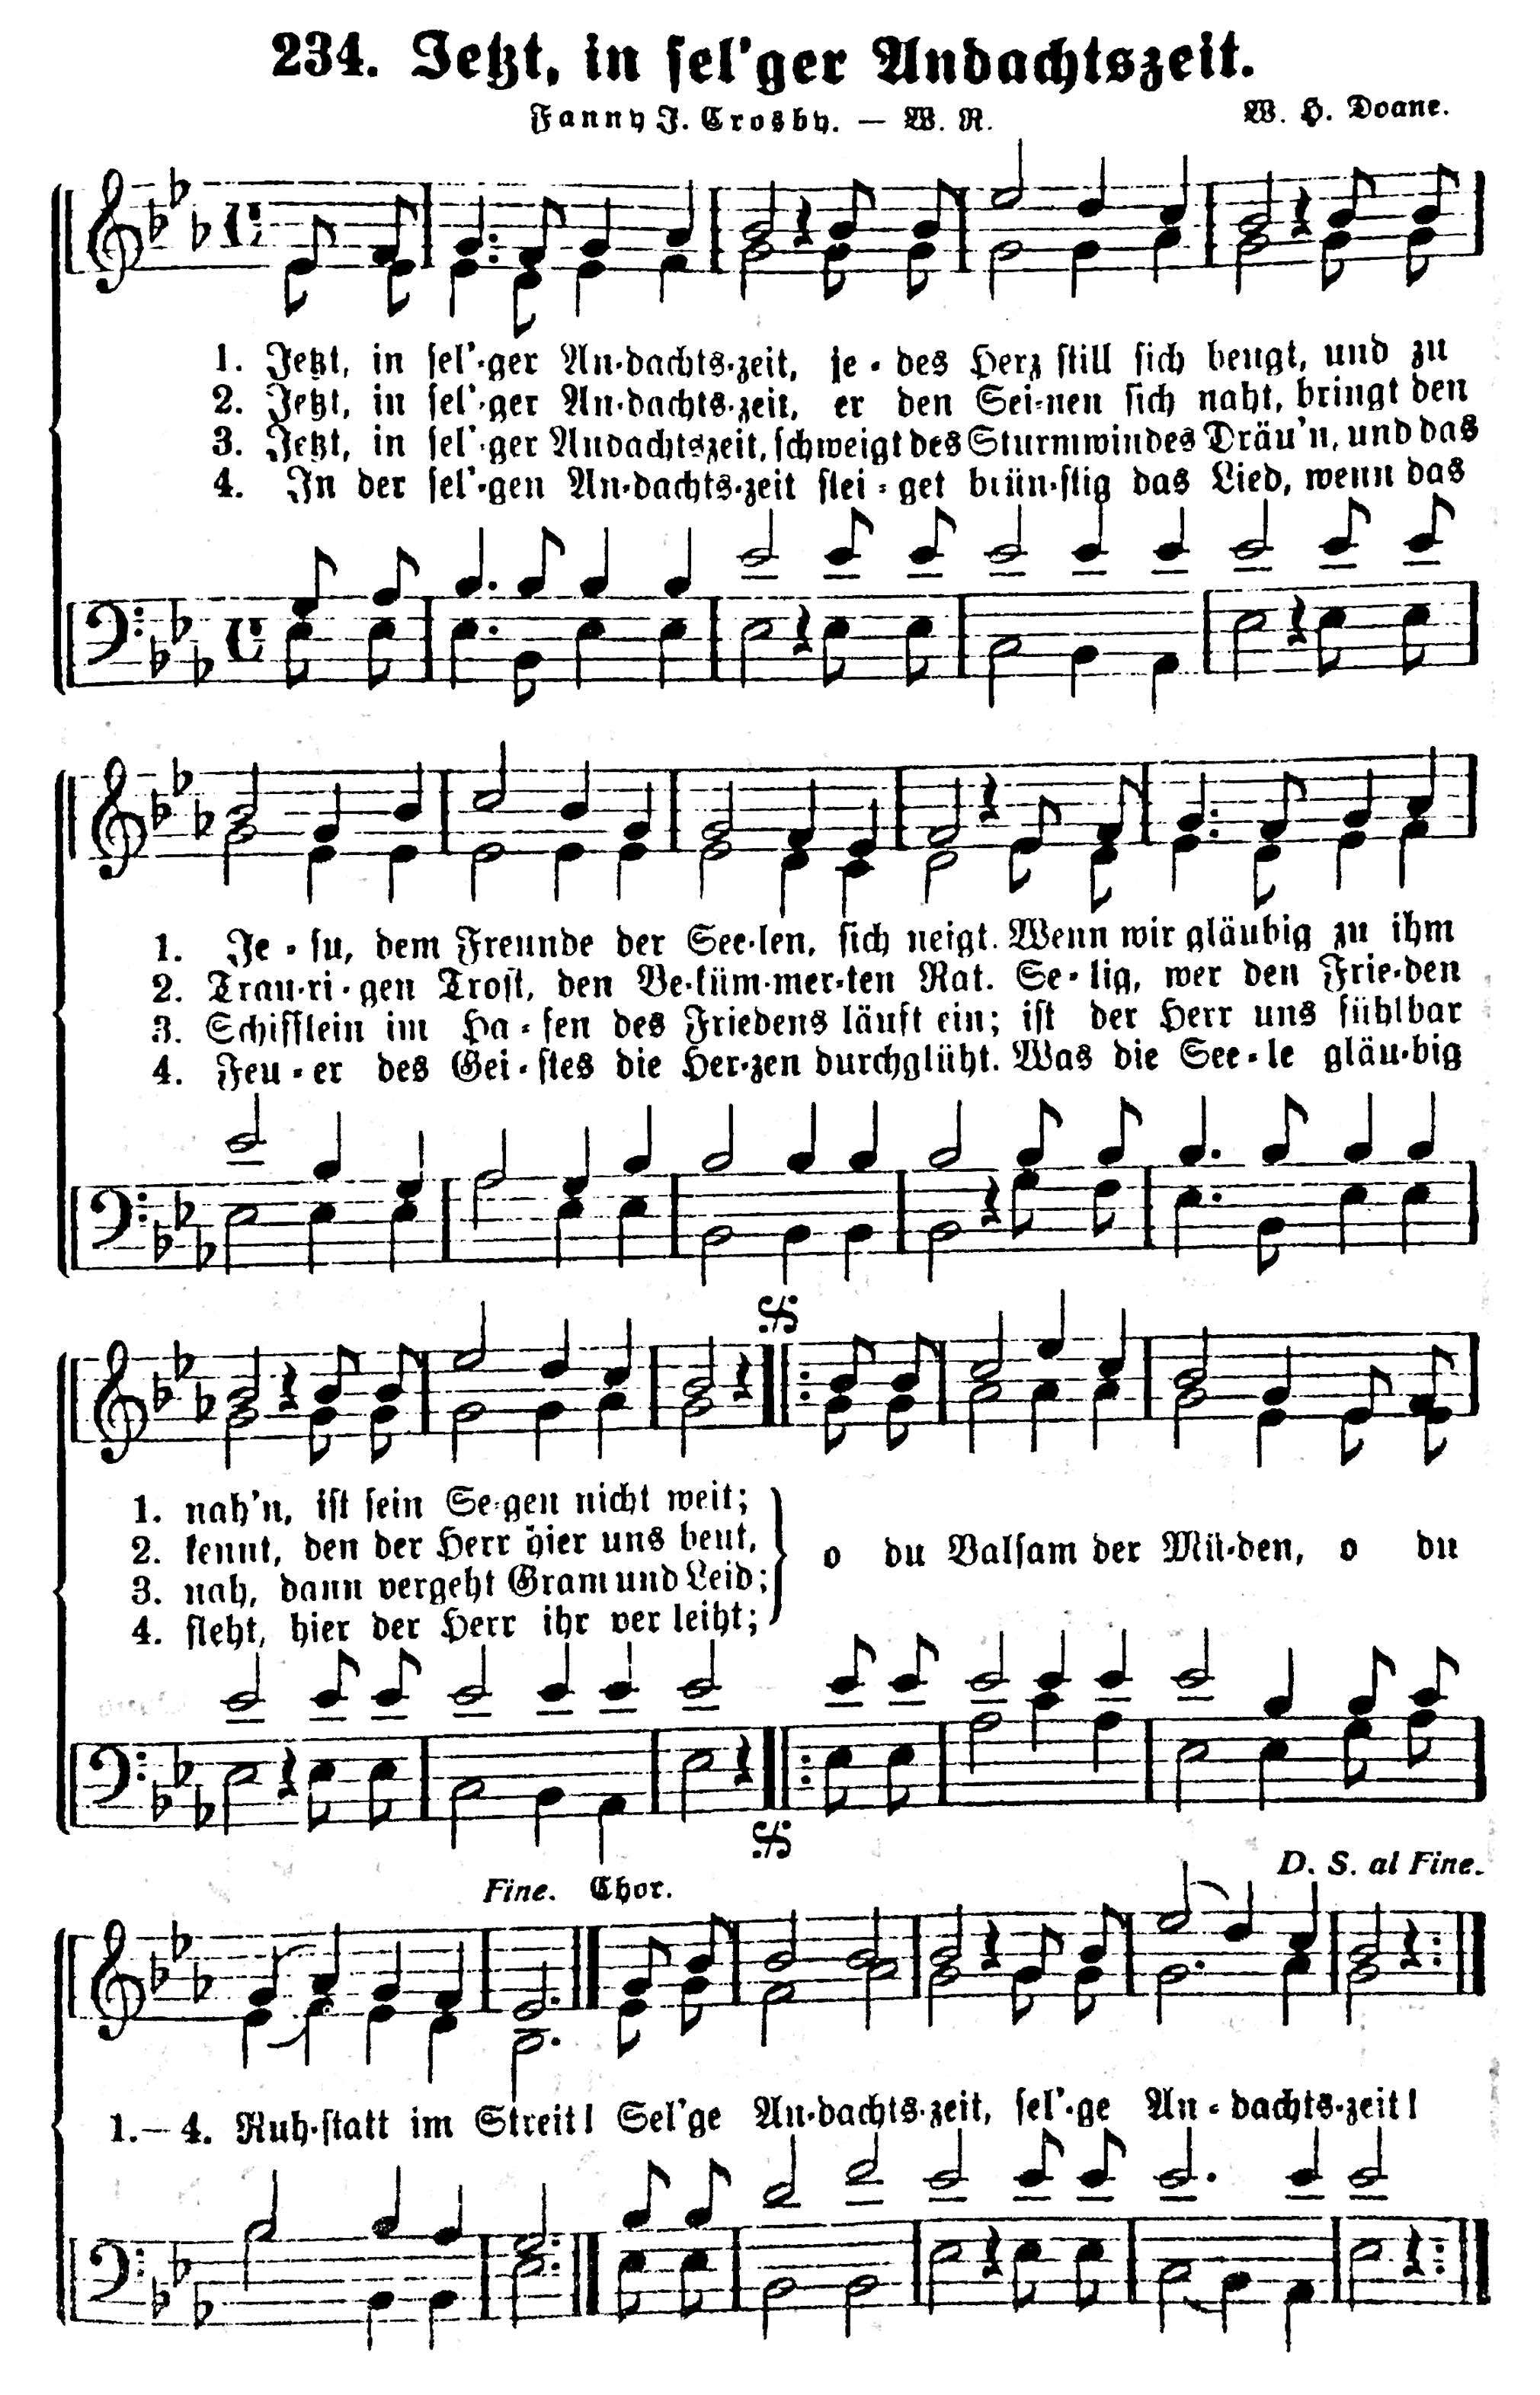 234. Jetzt, in sel'ger Andachtszeit.
Fanny J. Crosby. — W. R.
W. H. Doane.
1. Jetzt, in sel'-ger An-dachts-zeit, je-des Herz still sich beugt, und zu
2. Jetzt, in sel'-ger An-dachts-zeit, er den Sei-nen sich naht, bringt den
3. Jetzt, in sel'-ger Andachtszeit, schweigt des Sturmwindes Dräu'n, und das
4. In der sel'-gen An-dachts-zeit stei-get brün-stig das Lied, wenn das
1. Je-su, dem Freunde der See-len, sich neigt. Wenn wir gläubig zu ihm
2. Trau-ri-gen Trost, den Be-küm-mer-ten Rat. Se-lig, wer den Frie-den
3. Schifflein im Ha-fen des Friedens läuft ein; ist der Herr uns fühlbar
4. Feu-er des Gei-stes die Her-zen durchglüht. Was die See-le gläu-big
1. nah'n, ist sein Se-gen nicht weit;
2. kennt, den der Herr hier uns beut,
3. nah, dann vergeht Gram und Leid;
4. fleht, hier der Herr ihr ver leiht;
o du Balsam der Mü-den, o du
Fine. Chor.
D. S. al Fine.
1.—4. Ruh-statt im Streit! Sel'ge An-dachts-zeit, sel'-ge An-dachts-zeit!